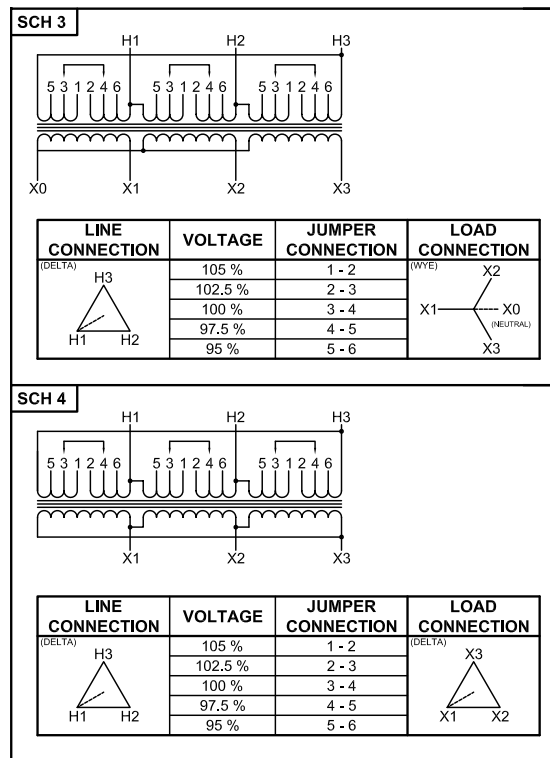 SCH 3
H1 H2 H3
5 3 1 2 4 6 5 3 1 2 4 6 5 3 1 2 4 6
X0 X1 X2 X3
LINE CONNECTION VOLTAGE JUMPER CONNECTION LOAD CONNECTION
(DELTA)
H3
H1 H2
105 % 1 - 2
102.5 % 2 - 3
100 % 3 - 4
97.5 % 4 - 5
95 % 5 - 6
(WYE)
X2
X1 X0
(NEUTRAL)
X3
SCH 4
H1 H2 H3
5 3 1 2 4 6 5 3 1 2 4 6 5 3 1 2 4 6
X1 X2 X3
LINE CONNECTION VOLTAGE JUMPER CONNECTION LOAD CONNECTION
(DELTA)
H3
H1 H2
105 % 1 - 2
102.5 % 2 - 3
100 % 3 - 4
97.5 % 4 - 5
95 % 5 - 6
(DELTA)
X3
X1 X2